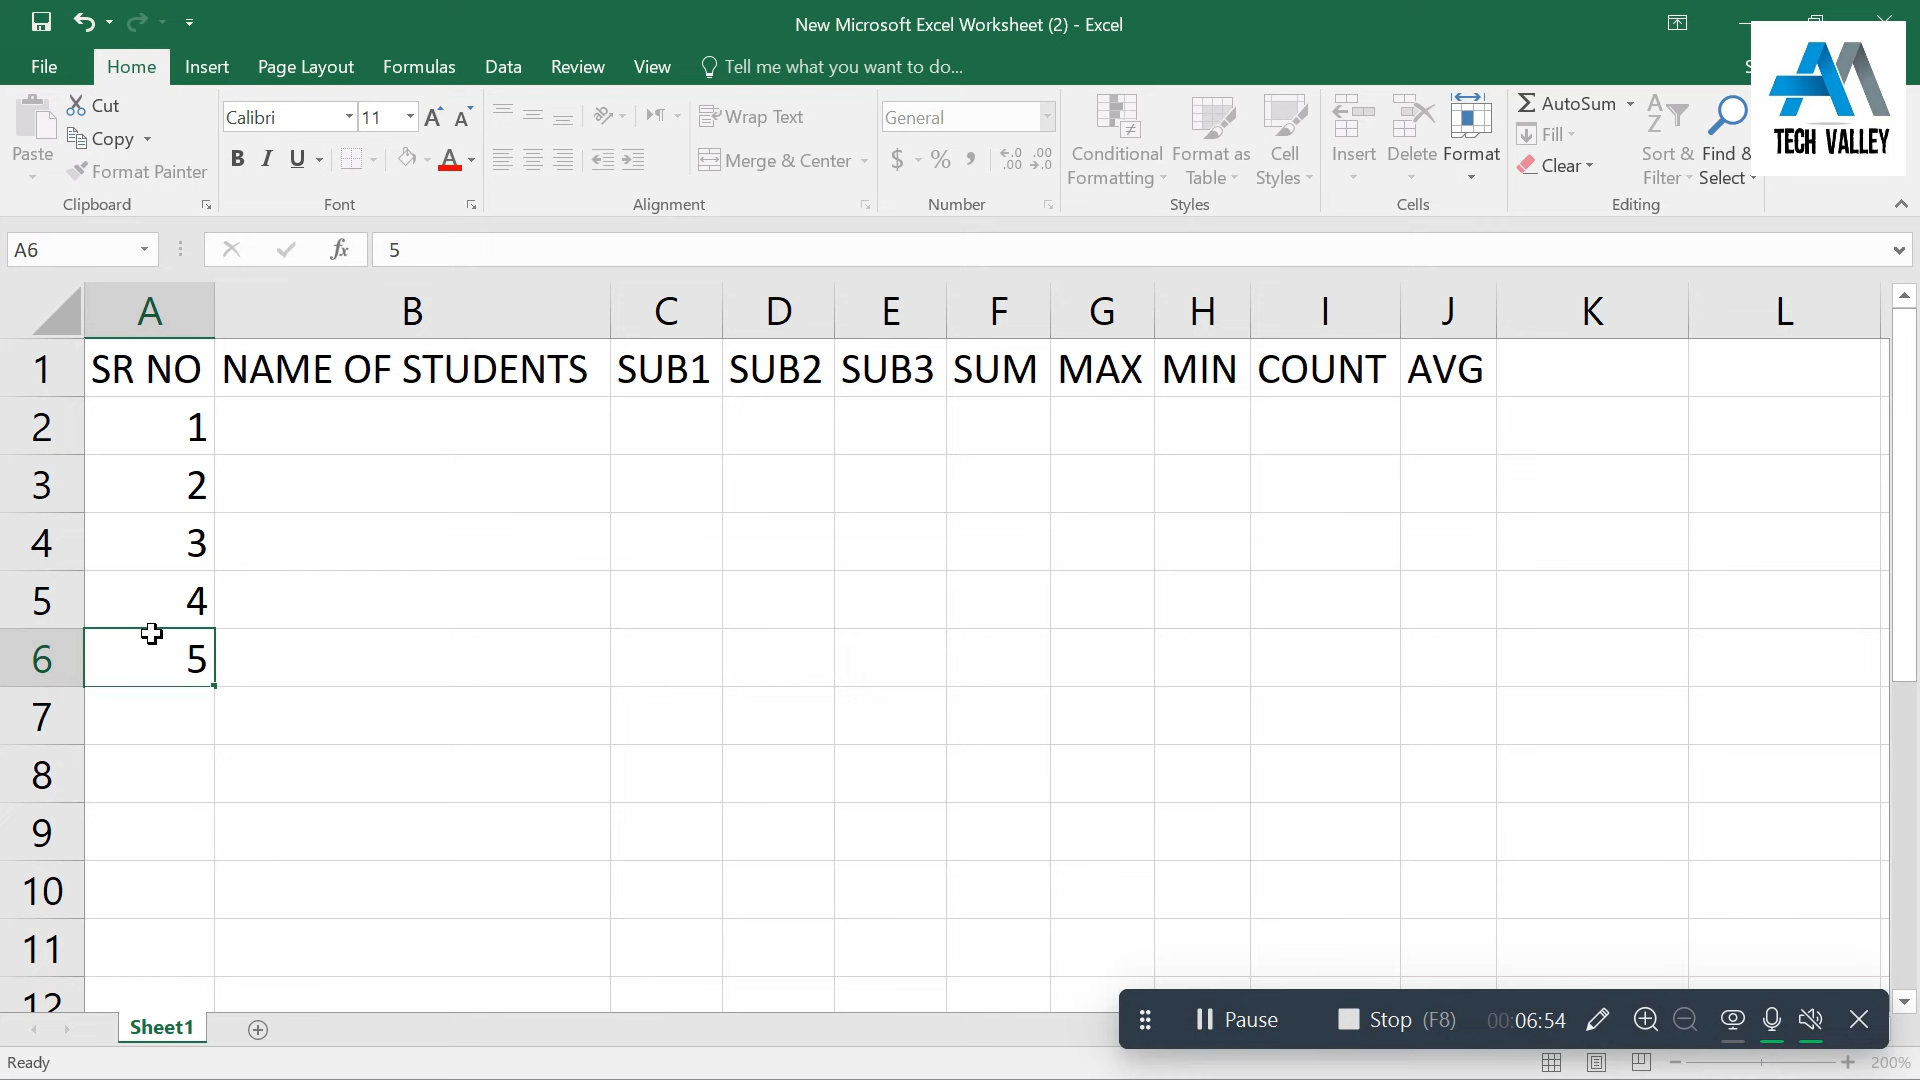 New Microsoft Excel Worksheet (2) - Excel
File Home Insert Page Layout Formulas Data Review View Tell me what you want to do...
TECH VALLEY
Paste Cut Copy Format Painter Clipboard
Calibri 11 A A B I U A Font
Wrap Text Merge & Center Alignment
General $ % , .00 Number
Conditional Formatting Format as Table Cell Styles Styles
Insert Delete Format Cells
AutoSum Fill Clear Sort & Filter Find & Select Editing
A6 fx 5
A B C D E F G H I J K L
1 SR NO NAME OF STUDENTS SUB1 SUB2 SUB3 SUM MAX MIN COUNT AVG
2 1
3 2
4 3
5 4
6 5
7
8
9
10
11
12
Sheet1
Pause Stop (F8) 00:06:54
Ready 200%